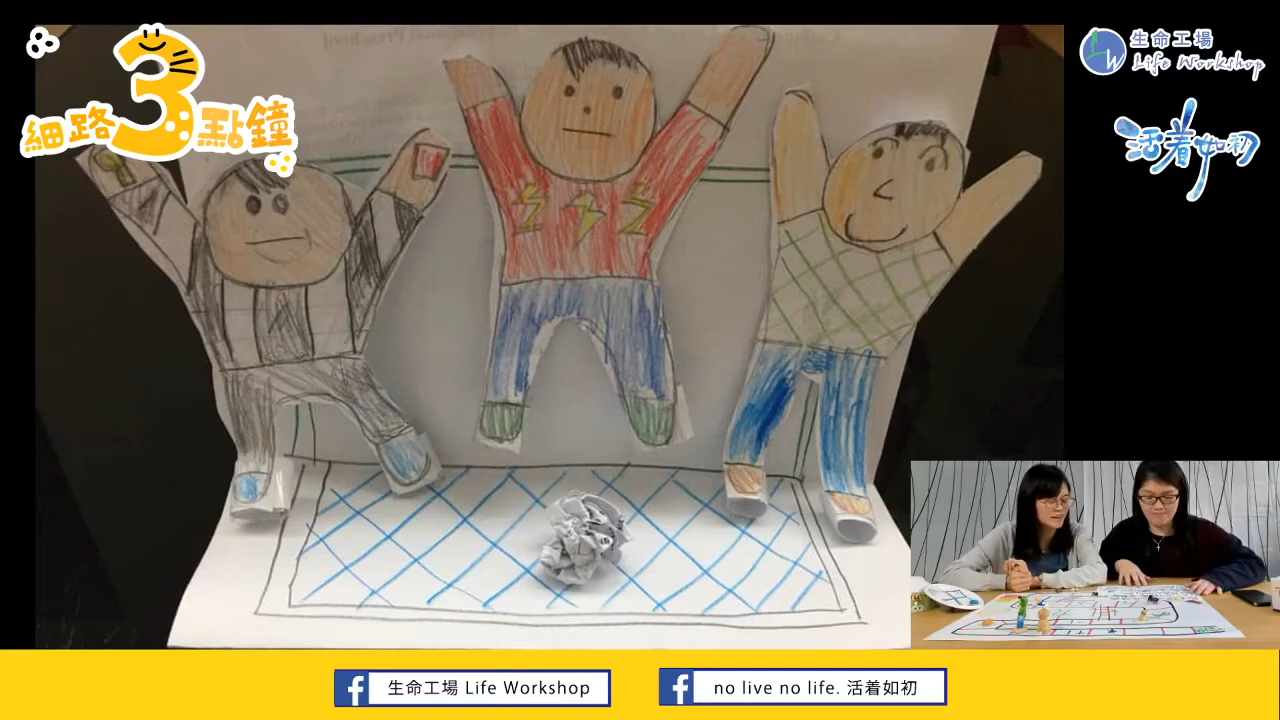 細路3點鐘
生命工場
Life Workshop
活着如初
生命工場 Life Workshop
no live no life. 活着如初